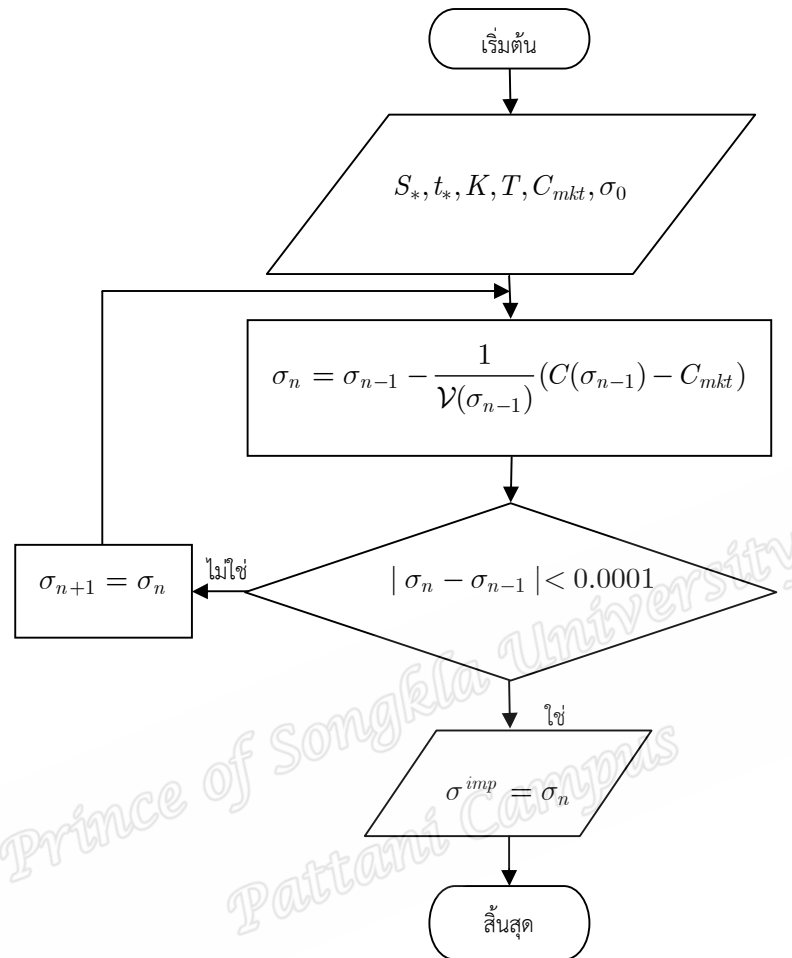 เริ่มต้น
S_*, t_*, K, T, C_{mkt}, σ_0
σ_n = σ_{n−1} − \frac{1}{𝒱(σ_{n−1})} (C(σ_{n−1}) − C_{mkt})
| σ_n − σ_{n−1} | < 0.0001
ไม่ใช่
σ_{n+1} = σ_n
ใช่
σ^{imp} = σ_n
สิ้นสุด
Prince of Songkla University
Pattani Campus